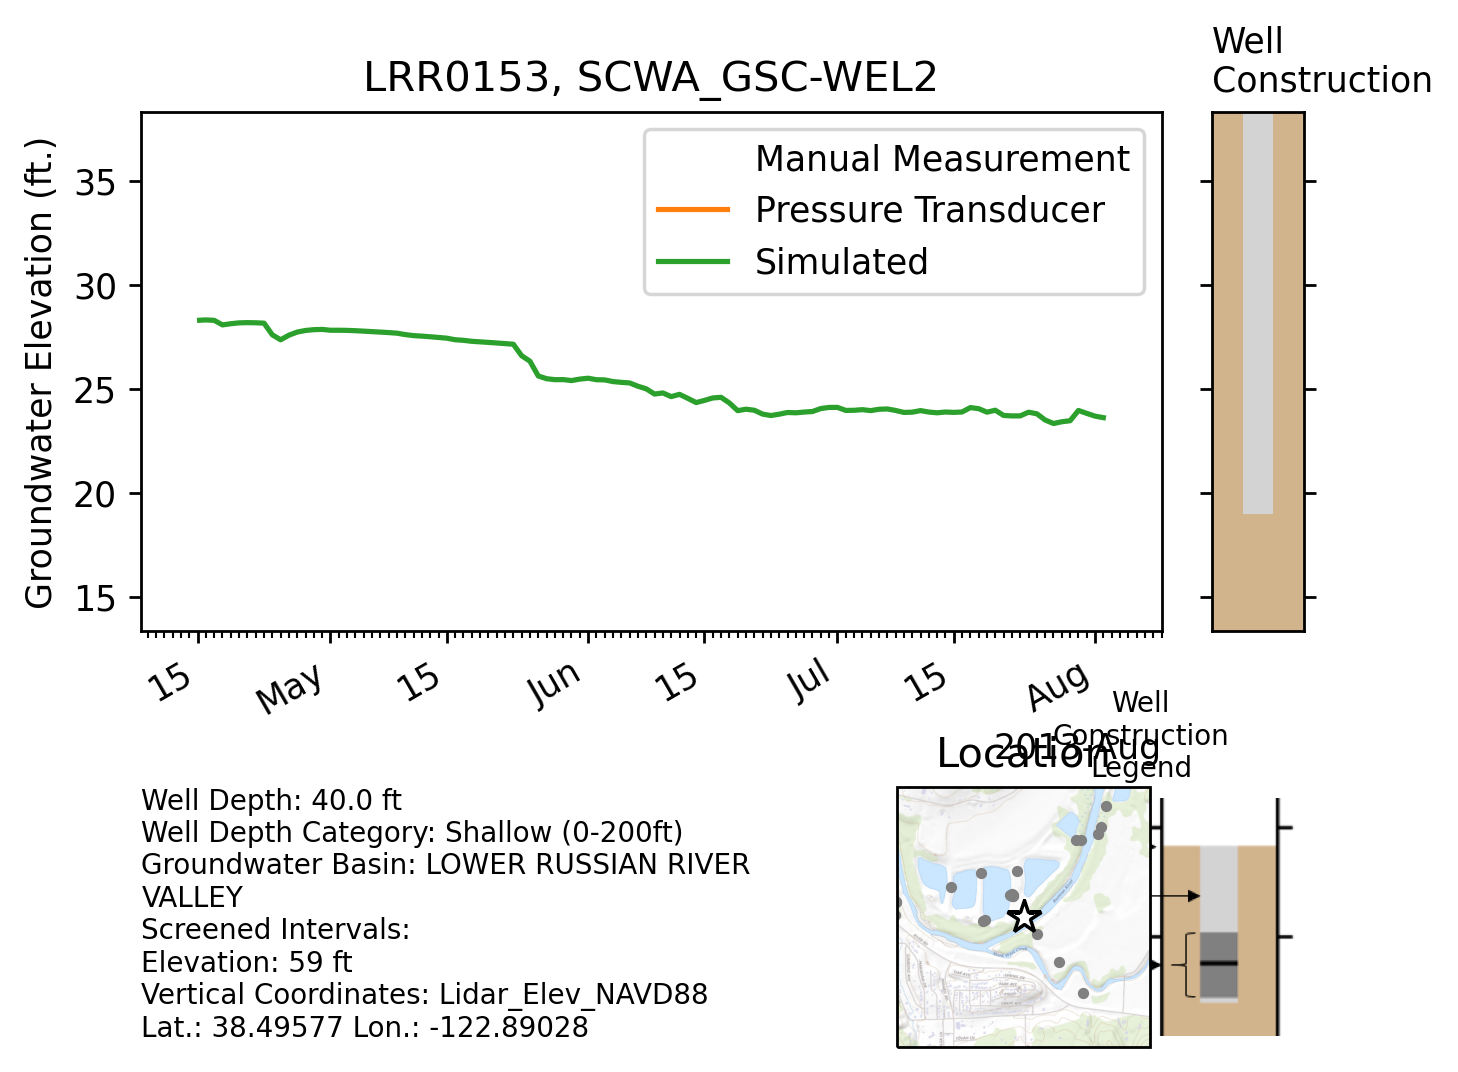 Well
Construction
LRR0153, SCWA_GSC-WEL2
Groundwater Elevation (ft.)
35
30
25
20
15
Manual Measurement
Pressure Transducer
Simulated
15
May
15
Jun
15
Jul
15
Aug
2013-Aug
Location
Well
Construction
Legend
Well Depth: 40.0 ft
Well Depth Category: Shallow (0-200ft)
Groundwater Basin: LOWER RUSSIAN RIVER
VALLEY
Screened Intervals:
Elevation: 59 ft
Vertical Coordinates: Lidar_Elev_NAVD88
Lat.: 38.49577 Lon.: -122.89028